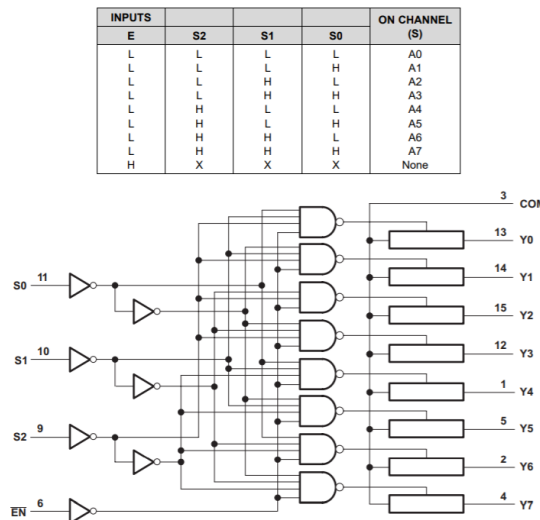 INPUTS ON CHANNEL (S)
E S2 S1 S0
L L L L A0
L L L H A1
L L H L A2
L L H H A3
L H L L A4
L H L H A5
L H H L A6
L H H H A7
H X X X None
3 COM
13 Y0
S0 11
14 Y1
15 Y2
S1 10
12 Y3
1 Y4
S2 9
5 Y5
2 Y6
EN 6
4 Y7